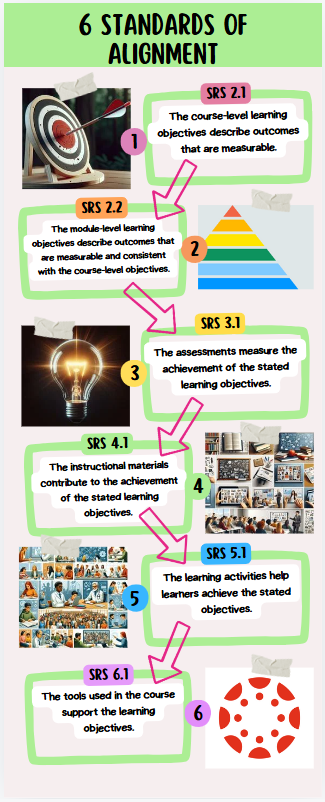 6 STANDARDS OF
ALIGNMENT
SRS 2.1
The course-level learning
objectives describe outcomes
that are measurable.
1
SRS 2.2
The module-level learning
objectives describe outcomes that
are measurable and consistent
with the course-level objectives.
2
SRS 3.1
The assessments measure the
achievement of the stated
learning objectives.
3
SRS 4.1
The instructional materials
contribute to the achievement
of the stated learning
objectives.
4
SRS 5.1
The learning activities help
learners achieve the stated
objectives.
5
SRS 6.1
The tools used in the course
support the learning
objectives.
6